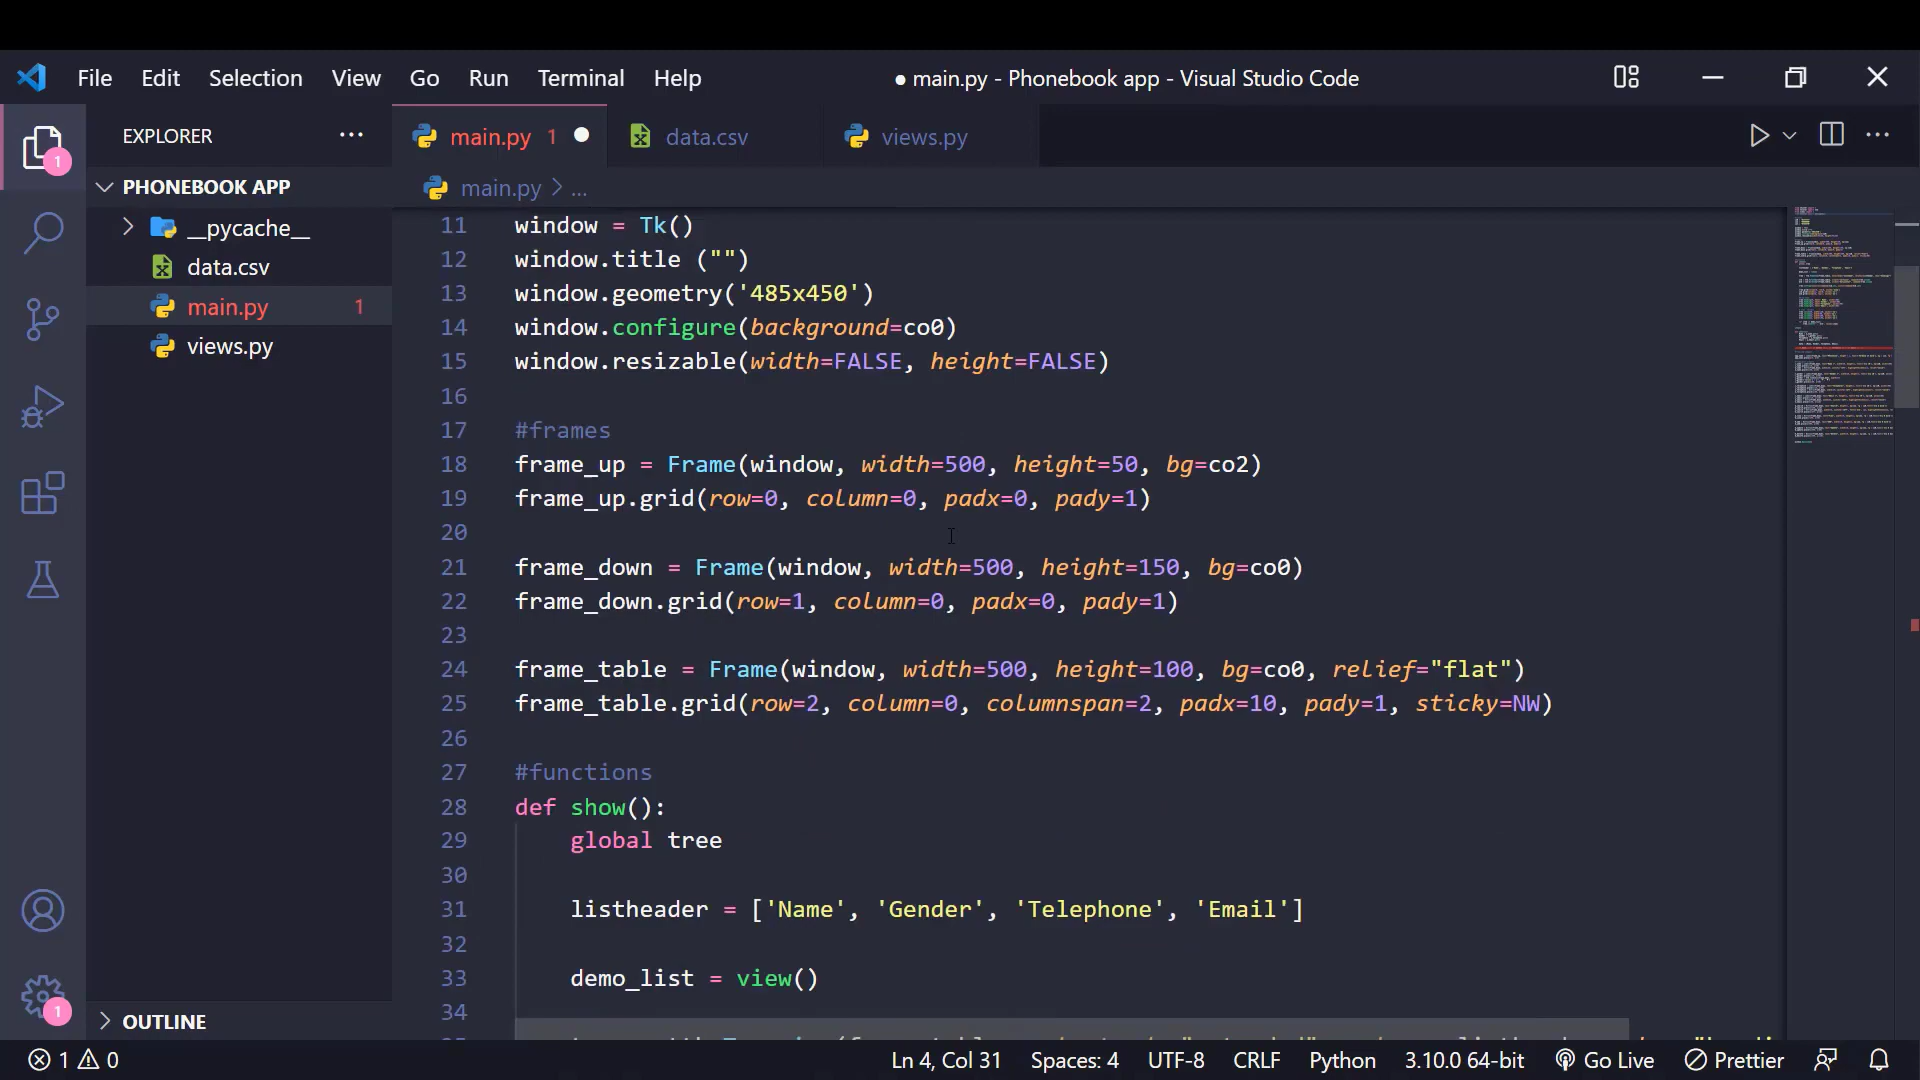 File Edit Selection View Go Run Terminal Help ● main.py - Phonebook app - Visual Studio Code
EXPLORER ···
main.py 1 ●
data.csv
views.py
PHONEBOOK APP
main.py > ...
__pycache__
data.csv
main.py 1
views.py
11 window = Tk()
12 window.title ("")
13 window.geometry('485x450')
14 window.configure(background=co0)
15 window.resizable(width=FALSE, height=FALSE)
16
17 #frames
18 frame_up = Frame(window, width=500, height=50, bg=co2)
19 frame_up.grid(row=0, column=0, padx=0, pady=1)
20
21 frame_down = Frame(window, width=500, height=150, bg=co0)
22 frame_down.grid(row=1, column=0, padx=0, pady=1)
23
24 frame_table = Frame(window, width=500, height=100, bg=co0, relief="flat")
25 frame_table.grid(row=2, column=0, columnspan=2, padx=10, pady=1, sticky=NW)
26
27 #functions
28 def show():
29 global tree
30
31 listheader = ['Name', 'Gender', 'Telephone', 'Email']
32
33 demo_list = view()
34
1
1
OUTLINE
1 0 Ln 4, Col 31 Spaces: 4 UTF-8 CRLF Python 3.10.0 64-bit Go Live Prettier